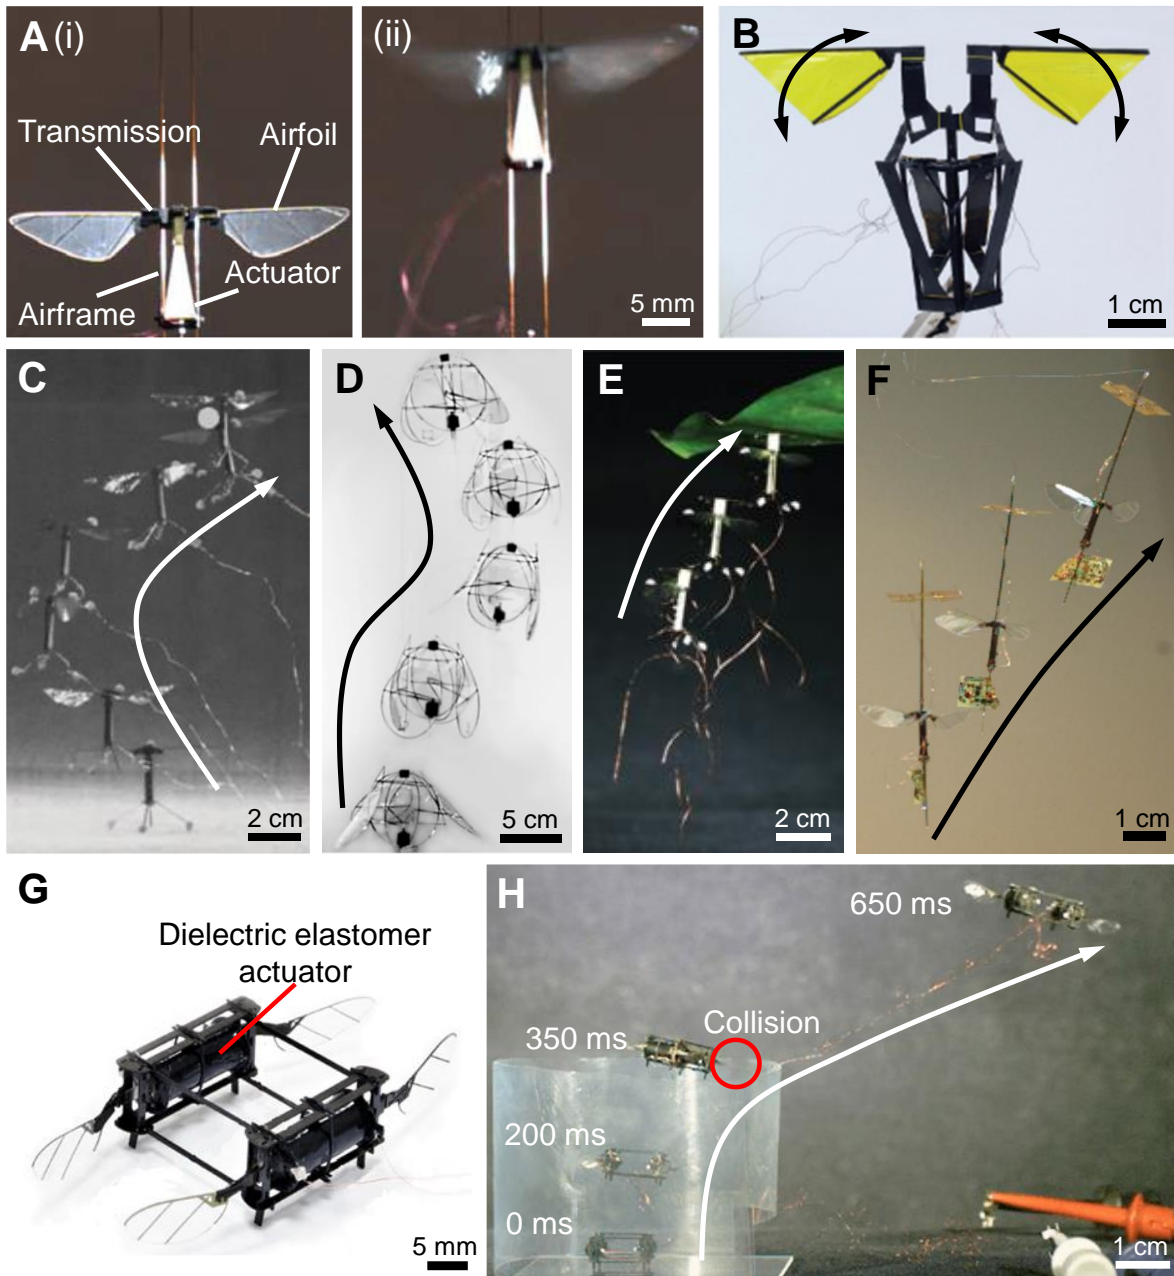 A (i)
(ii)
B
Transmission
Airfoil
Actuator
Airframe
5 mm
1 cm
C
D
E
F
2 cm
5 cm
2 cm
1 cm
G
H
Dielectric elastomer
actuator
650 ms
350 ms
Collision
200 ms
0 ms
5 mm
1 cm